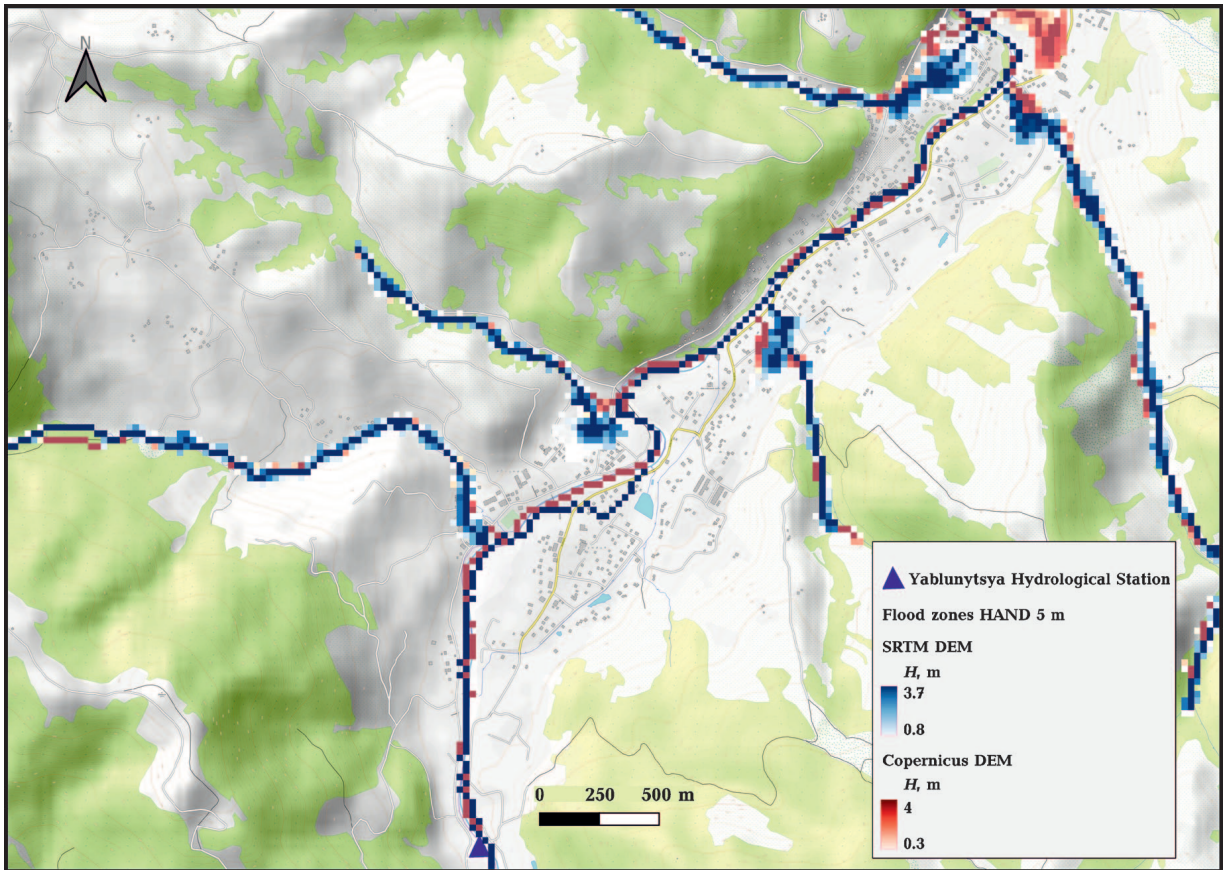 N
Yablunytsya Hydrological Station
Flood zones HAND 5 m
SRTM DEM
H, m
3.7
0.8
Copernicus DEM
H, m
4
0.3
0 250 500 m